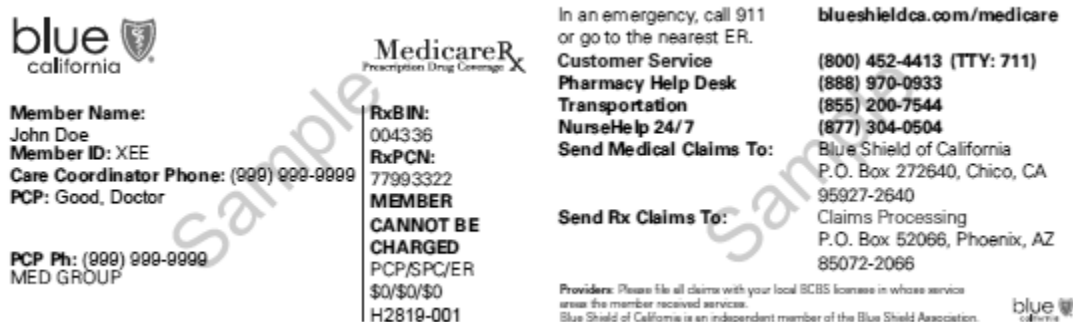 blue
california
MedicareRx
Prescription Drug Coverage
Member Name:
John Doe
Member ID: XEE
Care Coordinator Phone: (999) 999-9999
PCP: Good, Doctor
PCP Ph: (999) 999-9999
MED GROUP
RxBIN:
004336
RxPCN:
77993322
MEMBER
CANNOT BE
CHARGED
PCP/SPC/ER
$0/$0/$0
H2819-001
Sample
In an emergency, call 911
or go to the nearest ER.
blueshieldca.com/medicare
Customer Service (800) 452-4413 (TTY: 711)
Pharmacy Help Desk (888) 970-0933
Transportation (855) 200-7544
NurseHelp 24/7 (877) 304-0504
Send Medical Claims To: Blue Shield of California
P.O. Box 272640, Chico, CA
95927-2640
Send Rx Claims To: Claims Processing
P.O. Box 52066, Phoenix, AZ
85072-2066
Providers: Please file all claims with your local BCBS licensee in whose service
areas the member received services.
Blue Shield of California is an independent member of the Blue Shield Association.
blue
california
Sample